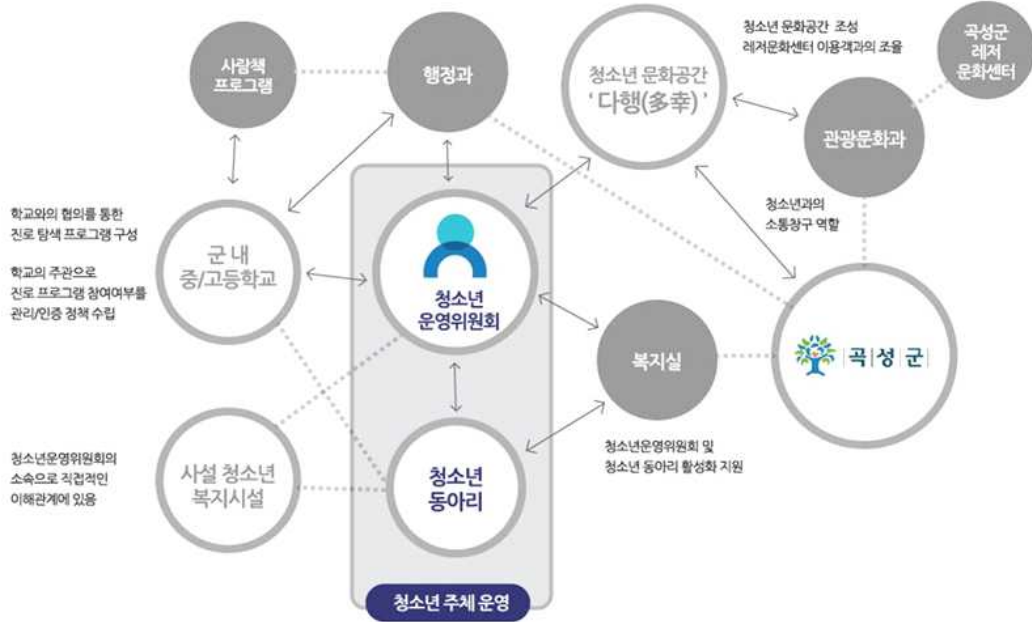 사람책
프로그램
행정과
청소년 문화공간
‘ 다행(多幸) ’
청소년 문화공간 조성
레저문화센터 이용객과의 조율
곡성군
레저
문화센터
관광문화과
학교와의 협의를 통한
진로 탐색 프로그램 구성
학교의 주관으로
진로 프로그램 참여여부를
관리/인증 정책 수립
군 내
중/고등학교
청소년
운영위원회
청소년과의
소통창구 역할
복지실
곡|성|군|
청소년운영위원회 및
청소년 동아리 활성화 지원
청소년운영위원회의
소속으로 직접적인
이해관계에 있음
사설 청소년
복지시설
청소년
동아리
청소년 주체 운영